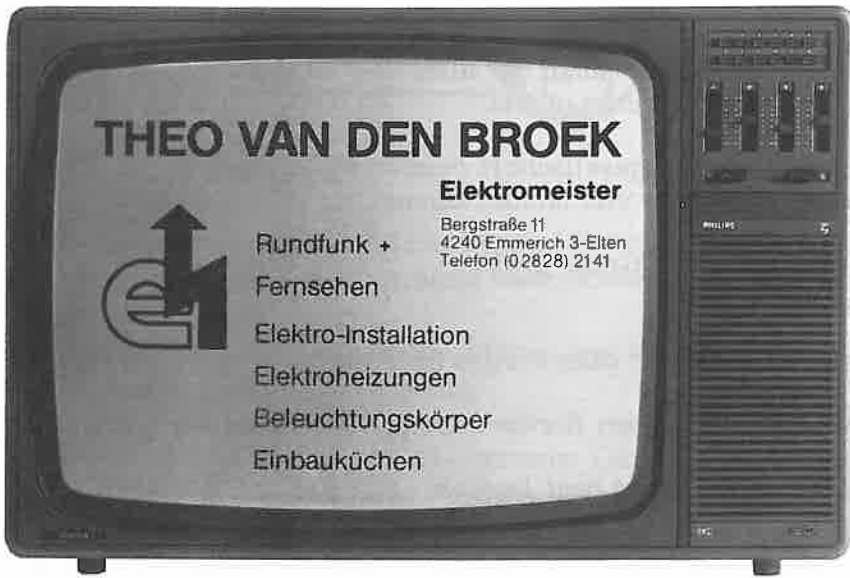 THEO VAN DEN BROEK
Elektromeister
Bergstraße 11
4240 Emmerich 3-Elten
Telefon (02828) 2141
e1
Rundfunk +
Fernsehen
Elektro-Installation
Elektroheizungen
Beleuchtungskörper
Einbauküchen
PHILIPS